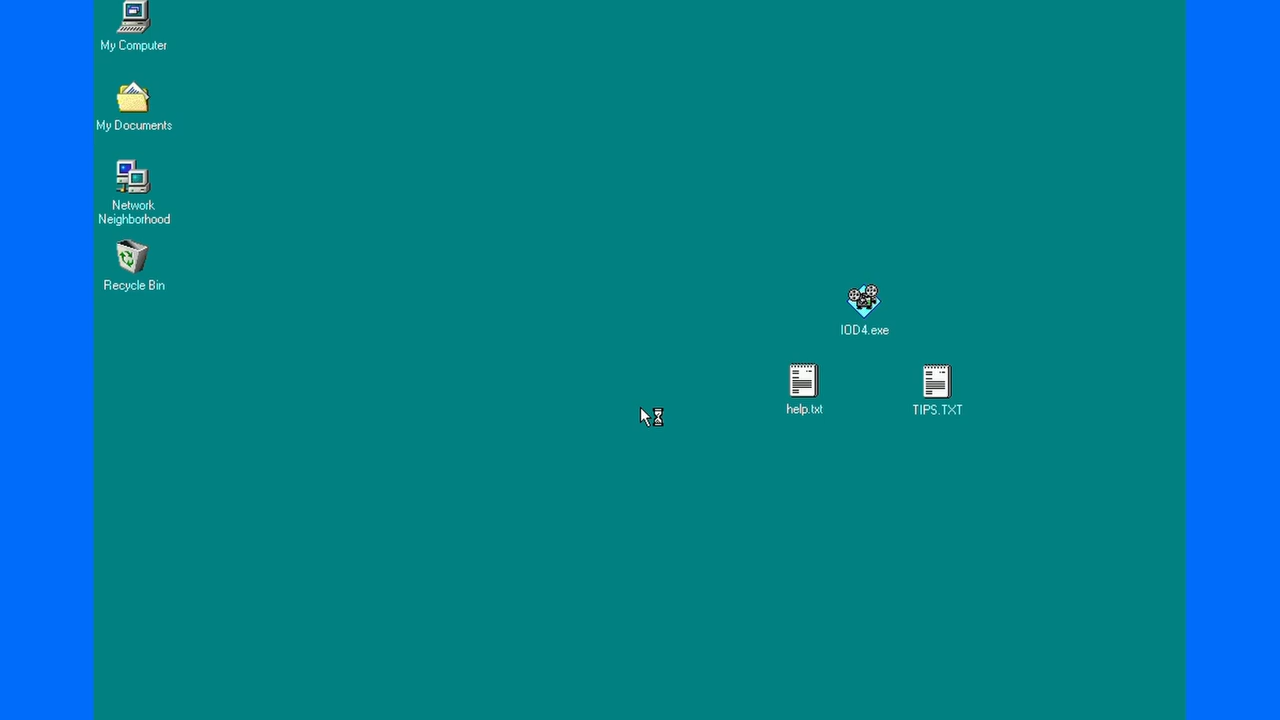 My Computer
My Documents
Network
Neighborhood
Recycle Bin
IOD4.exe
help.txt
TIPS.TXT